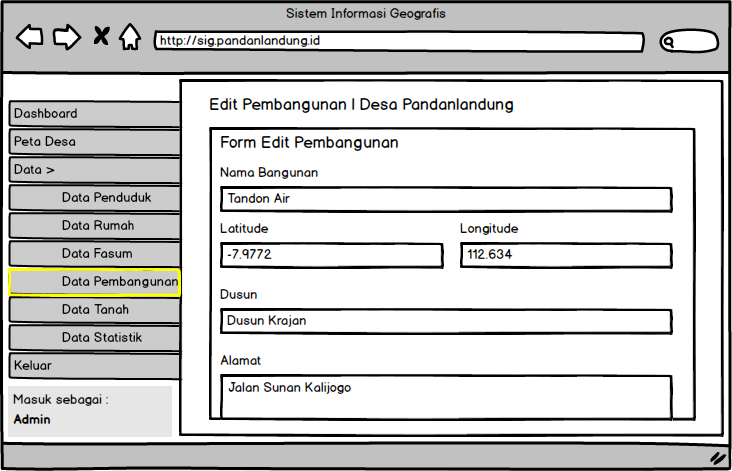 Sistem Informasi Geografis
http://sig.pandanlandung.id
Dashboard
Peta Desa
Data >
Data Penduduk
Data Rumah
Data Fasum
Data Pembangunan
Data Tanah
Data Statistik
Keluar
Masuk sebagai :
Admin
Edit Pembangunan | Desa Pandanlandung
Form Edit Pembangunan
Nama Bangunan
Tandon Air
Latitude
Longitude
-7.9772
112.634
Dusun
Dusun Krajan
Alamat
Jalan Sunan Kalijogo